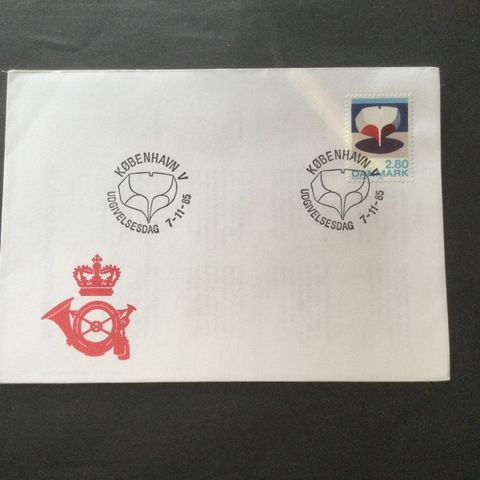 KØBENHAVN V
UDGIVELSESDAG 7-11-85
KØBENHAVN V
UDGIVELSESDAG 7-11-85
2.80
DANMARK